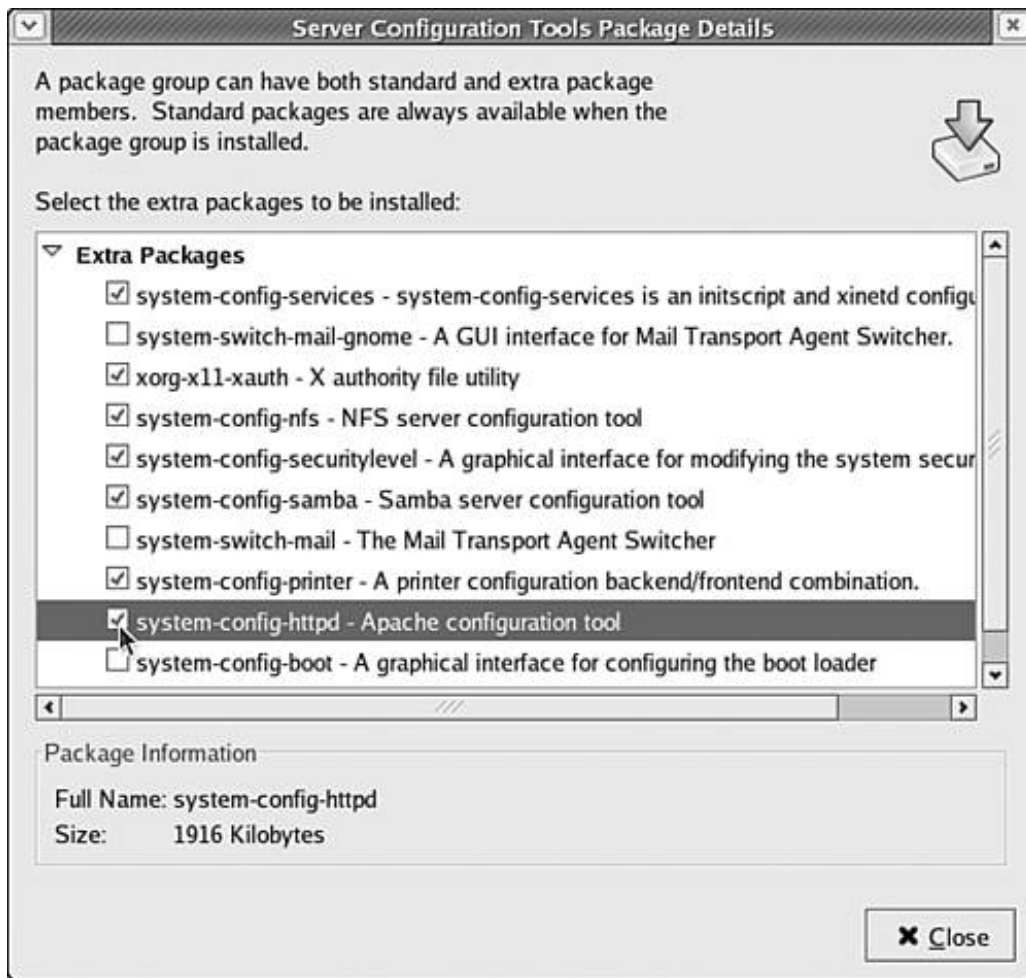 Server Configuration Tools Package Details
A package group can have both standard and extra package
members. Standard packages are always available when the
package group is installed.
Select the extra packages to be installed:
Extra Packages
system-config-services - system-config-services is an initscript and xinetd configu
system-switch-mail-gnome - A GUI interface for Mail Transport Agent Switcher.
xorg-x11-xauth - X authority file utility
system-config-nfs - NFS server configuration tool
system-config-securitylevel - A graphical interface for modifying the system secur
system-config-samba - Samba server configuration tool
system-switch-mail - The Mail Transport Agent Switcher
system-config-printer - A printer configuration backend/frontend combination.
system-config-httpd - Apache configuration tool
system-config-boot - A graphical interface for configuring the boot loader
Package Information
Full Name: system-config-httpd
Size: 1916 Kilobytes
Close